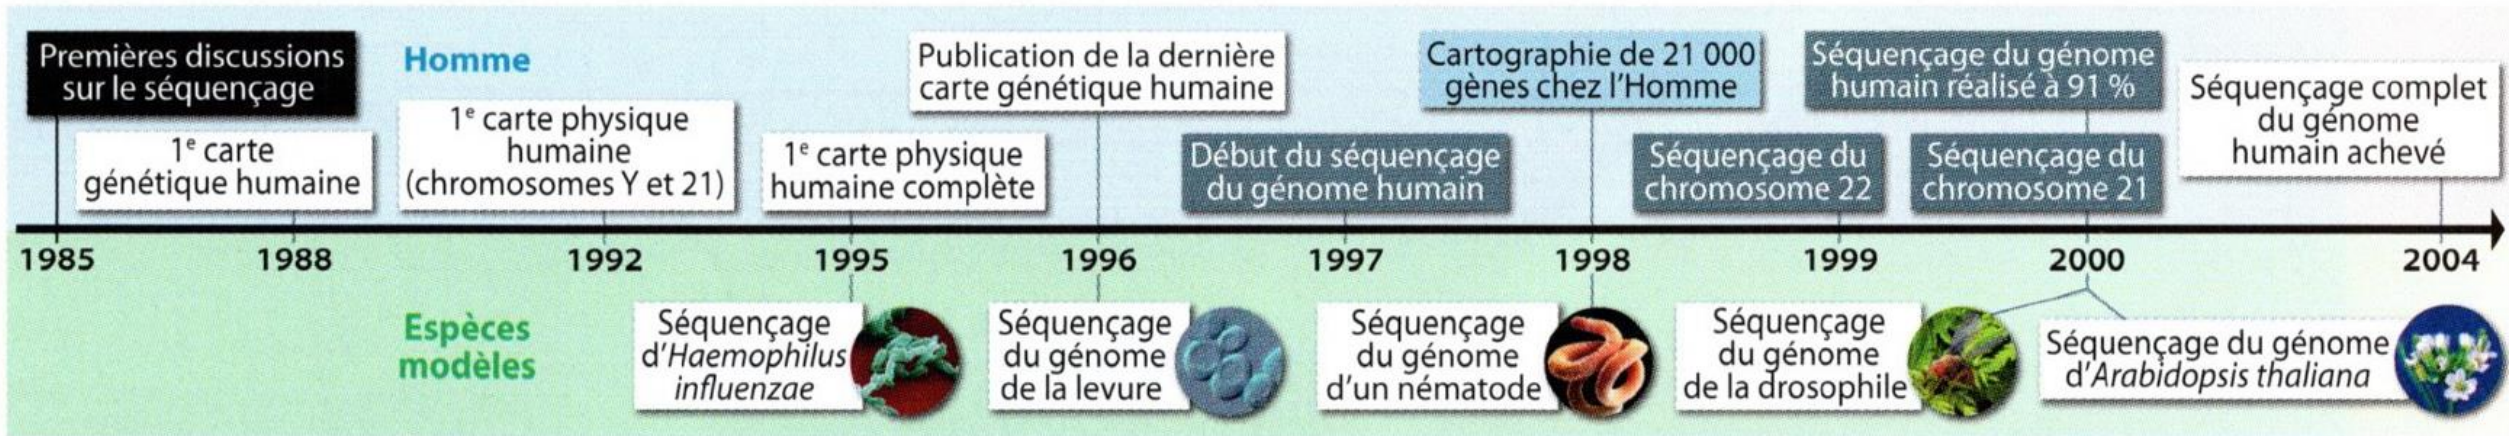 Premières discussions
sur le séquençage
Homme
1e carte
génétique humaine
1e carte physique
humaine
(chromosomes Y et 21)
1e carte physique
humaine complète
Publication de la dernière
carte génétique humaine
Début du séquençage
du génome humain
Cartographie de 21 000
gènes chez l'Homme
Séquençage du
chromosome 22
Séquençage du génome
humain réalisé à 91 %
Séquençage du
chromosome 21
Séquençage complet
du génome
humain achevé
1985 1988 1992 1995 1996 1997 1998 1999 2000 2004
Espèces
modèles
Séquençage
d'Haemophilus
influenzae
Séquençage
du génome
de la levure
Séquençage
du génome
d'un nématode
Séquençage
du génome
de la drosophile
Séquençage du génome
d'Arabidopsis thaliana